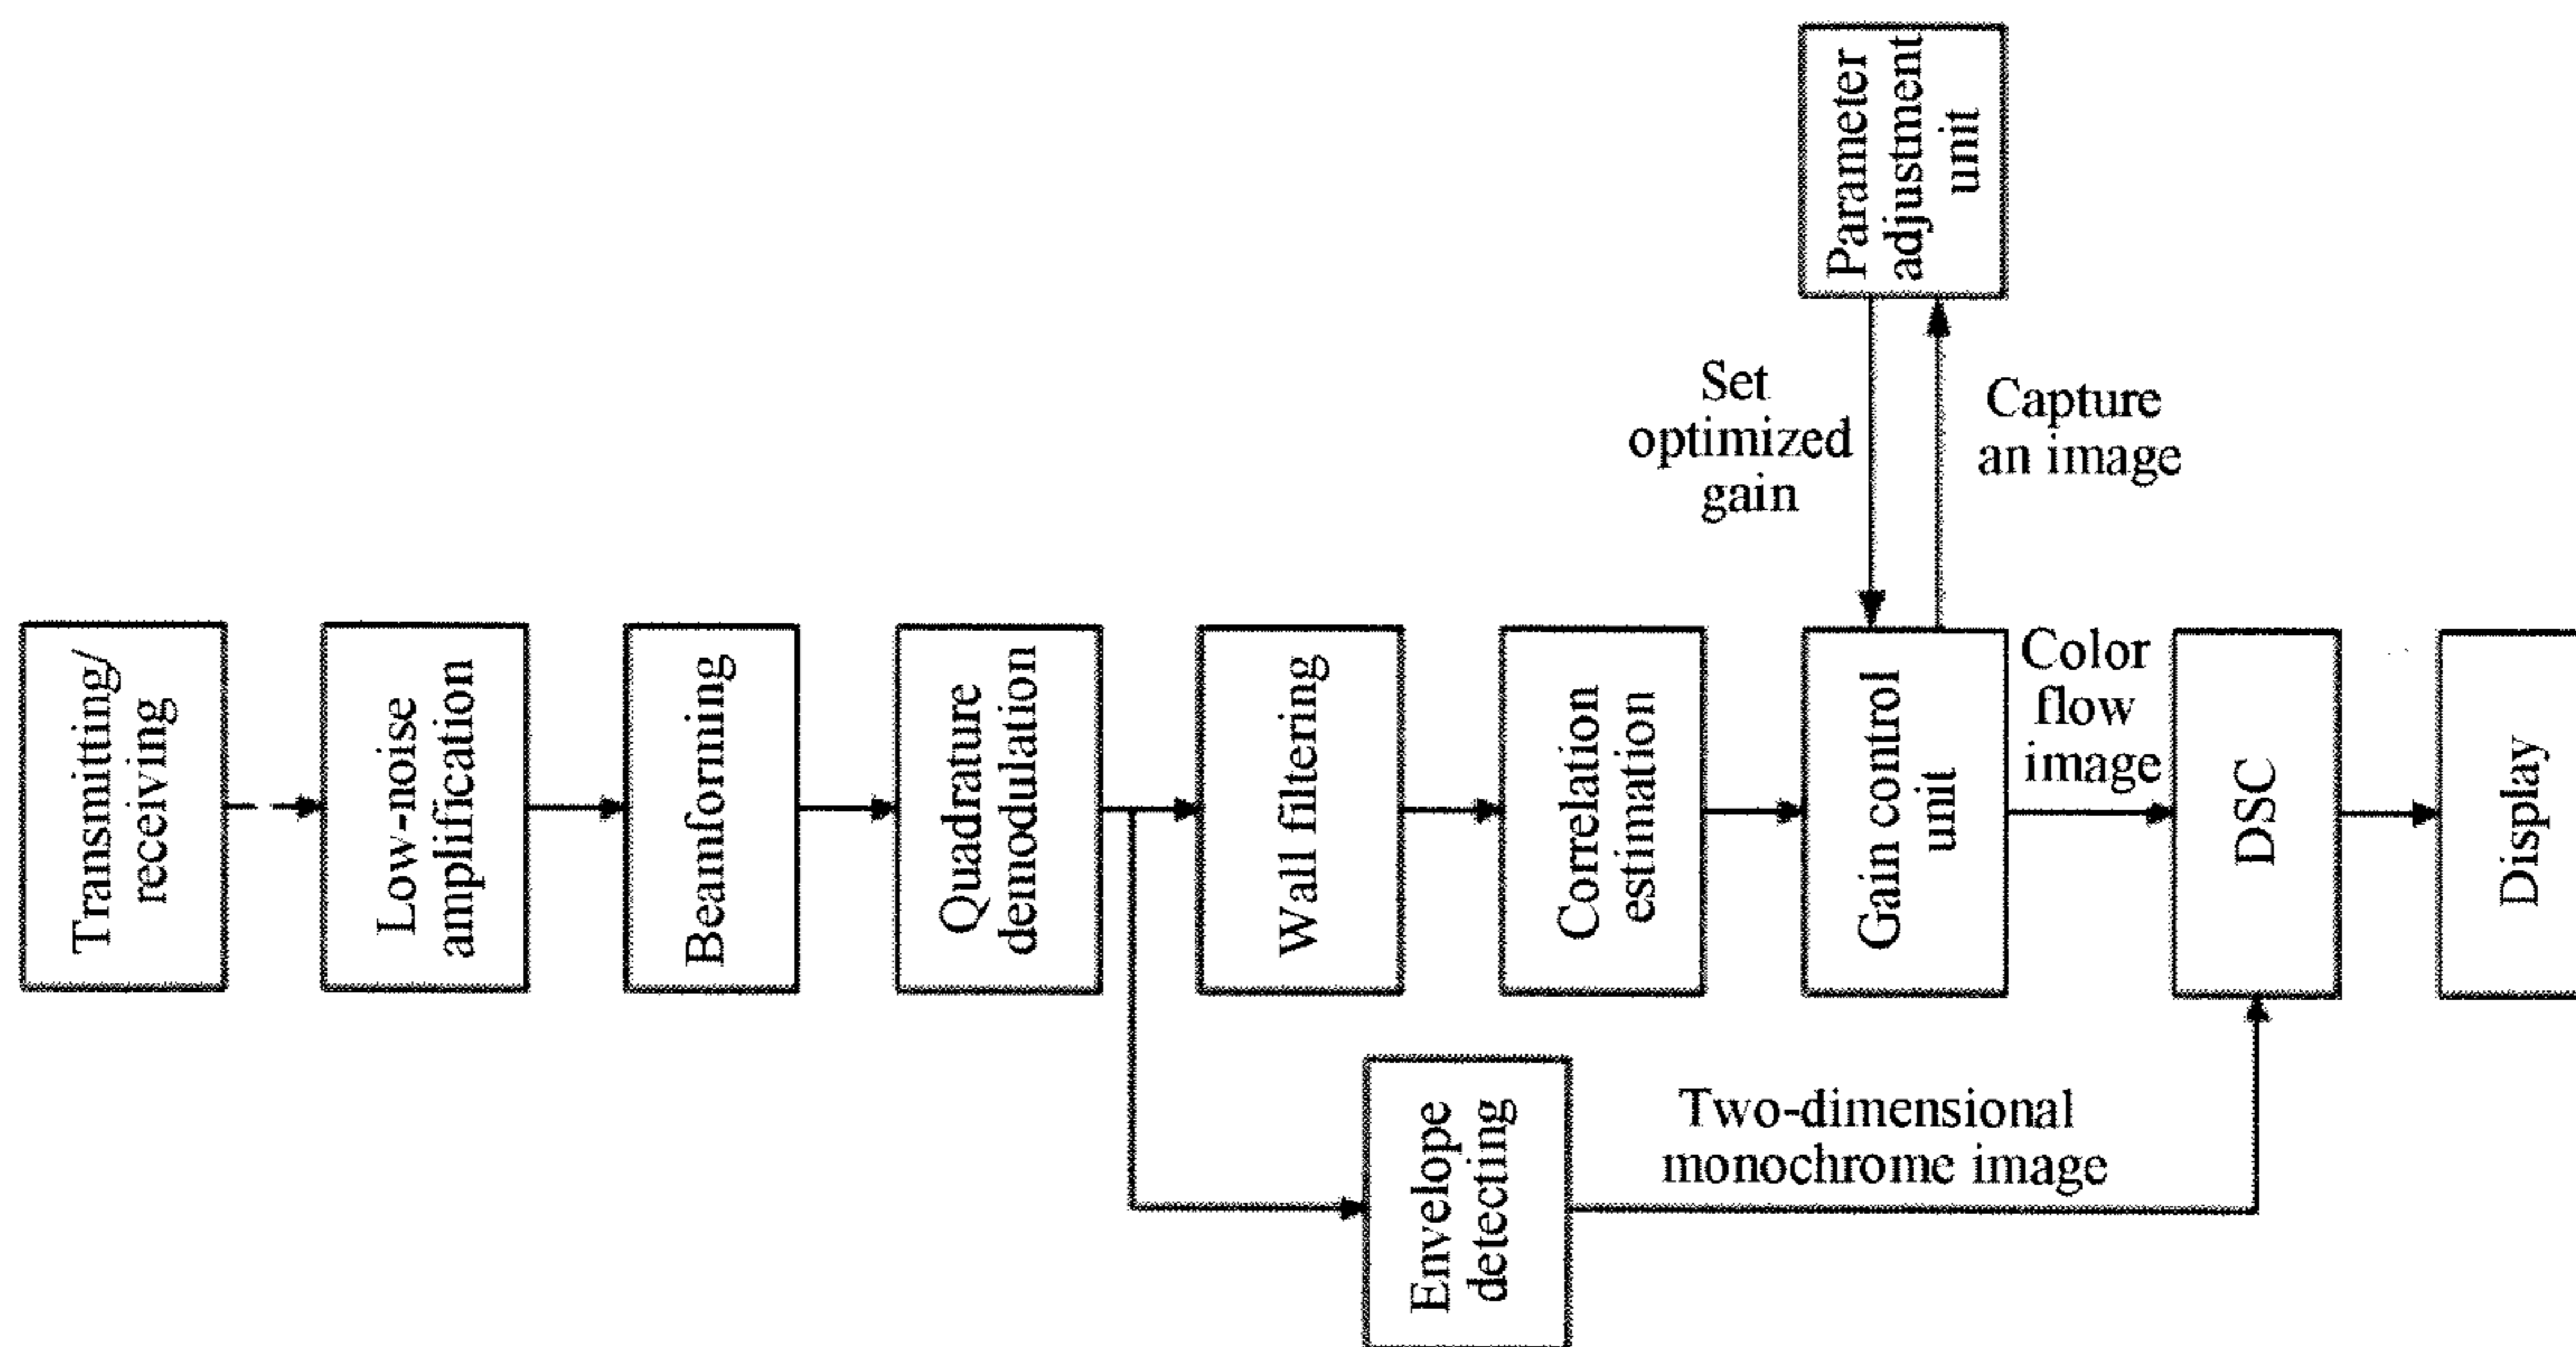 Parameter
adjustment
unit
Set
optimized
gain
Capture
an image
Transmitting/
receiving
Low-noise
amplification
Beamforming
Quadrature
demodulation
Wall filtering
Correlation
estimation
Gain control
unit
Color
flow
image
DSC
Display
Envelope
detecting
Two-dimensional
monochrome image